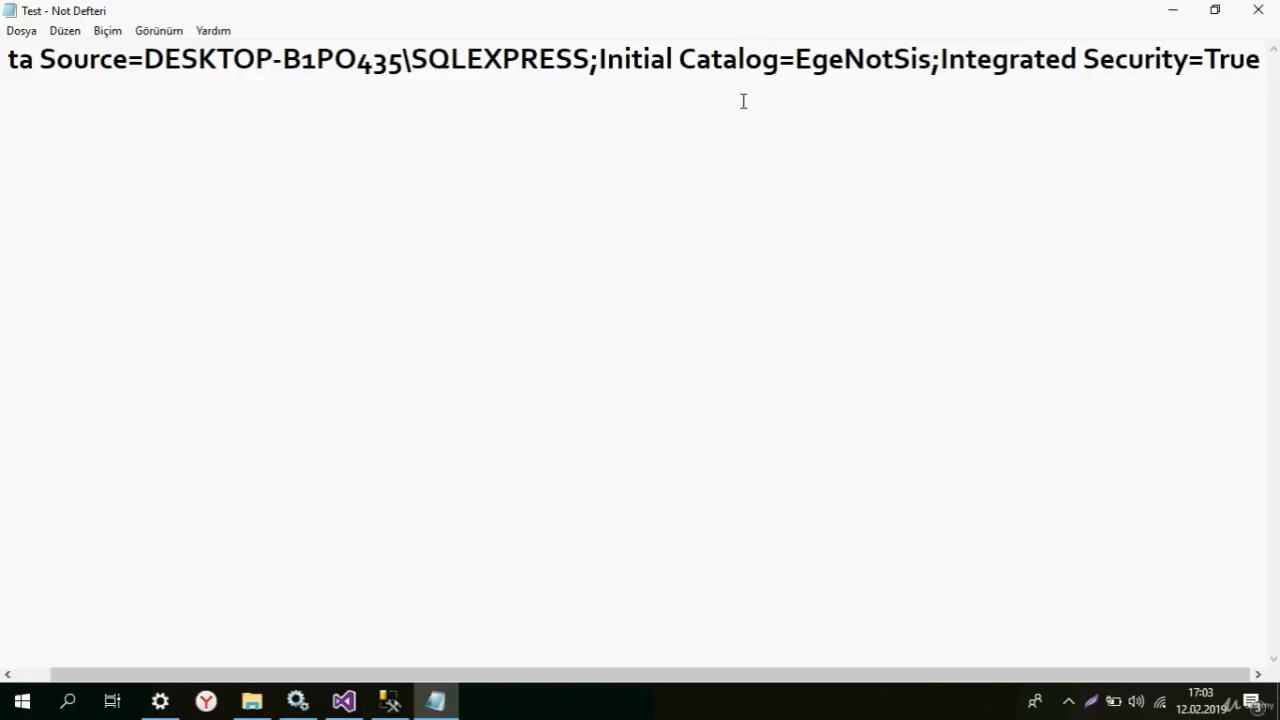 Test - Not Defteri
Dosya Düzen Biçim Görünüm Yardım
ta Source=DESKTOP-B1PO435\SQLEXPRESS;Initial Catalog=EgeNotSis;Integrated Security=True
17:03
12.02.2019
3